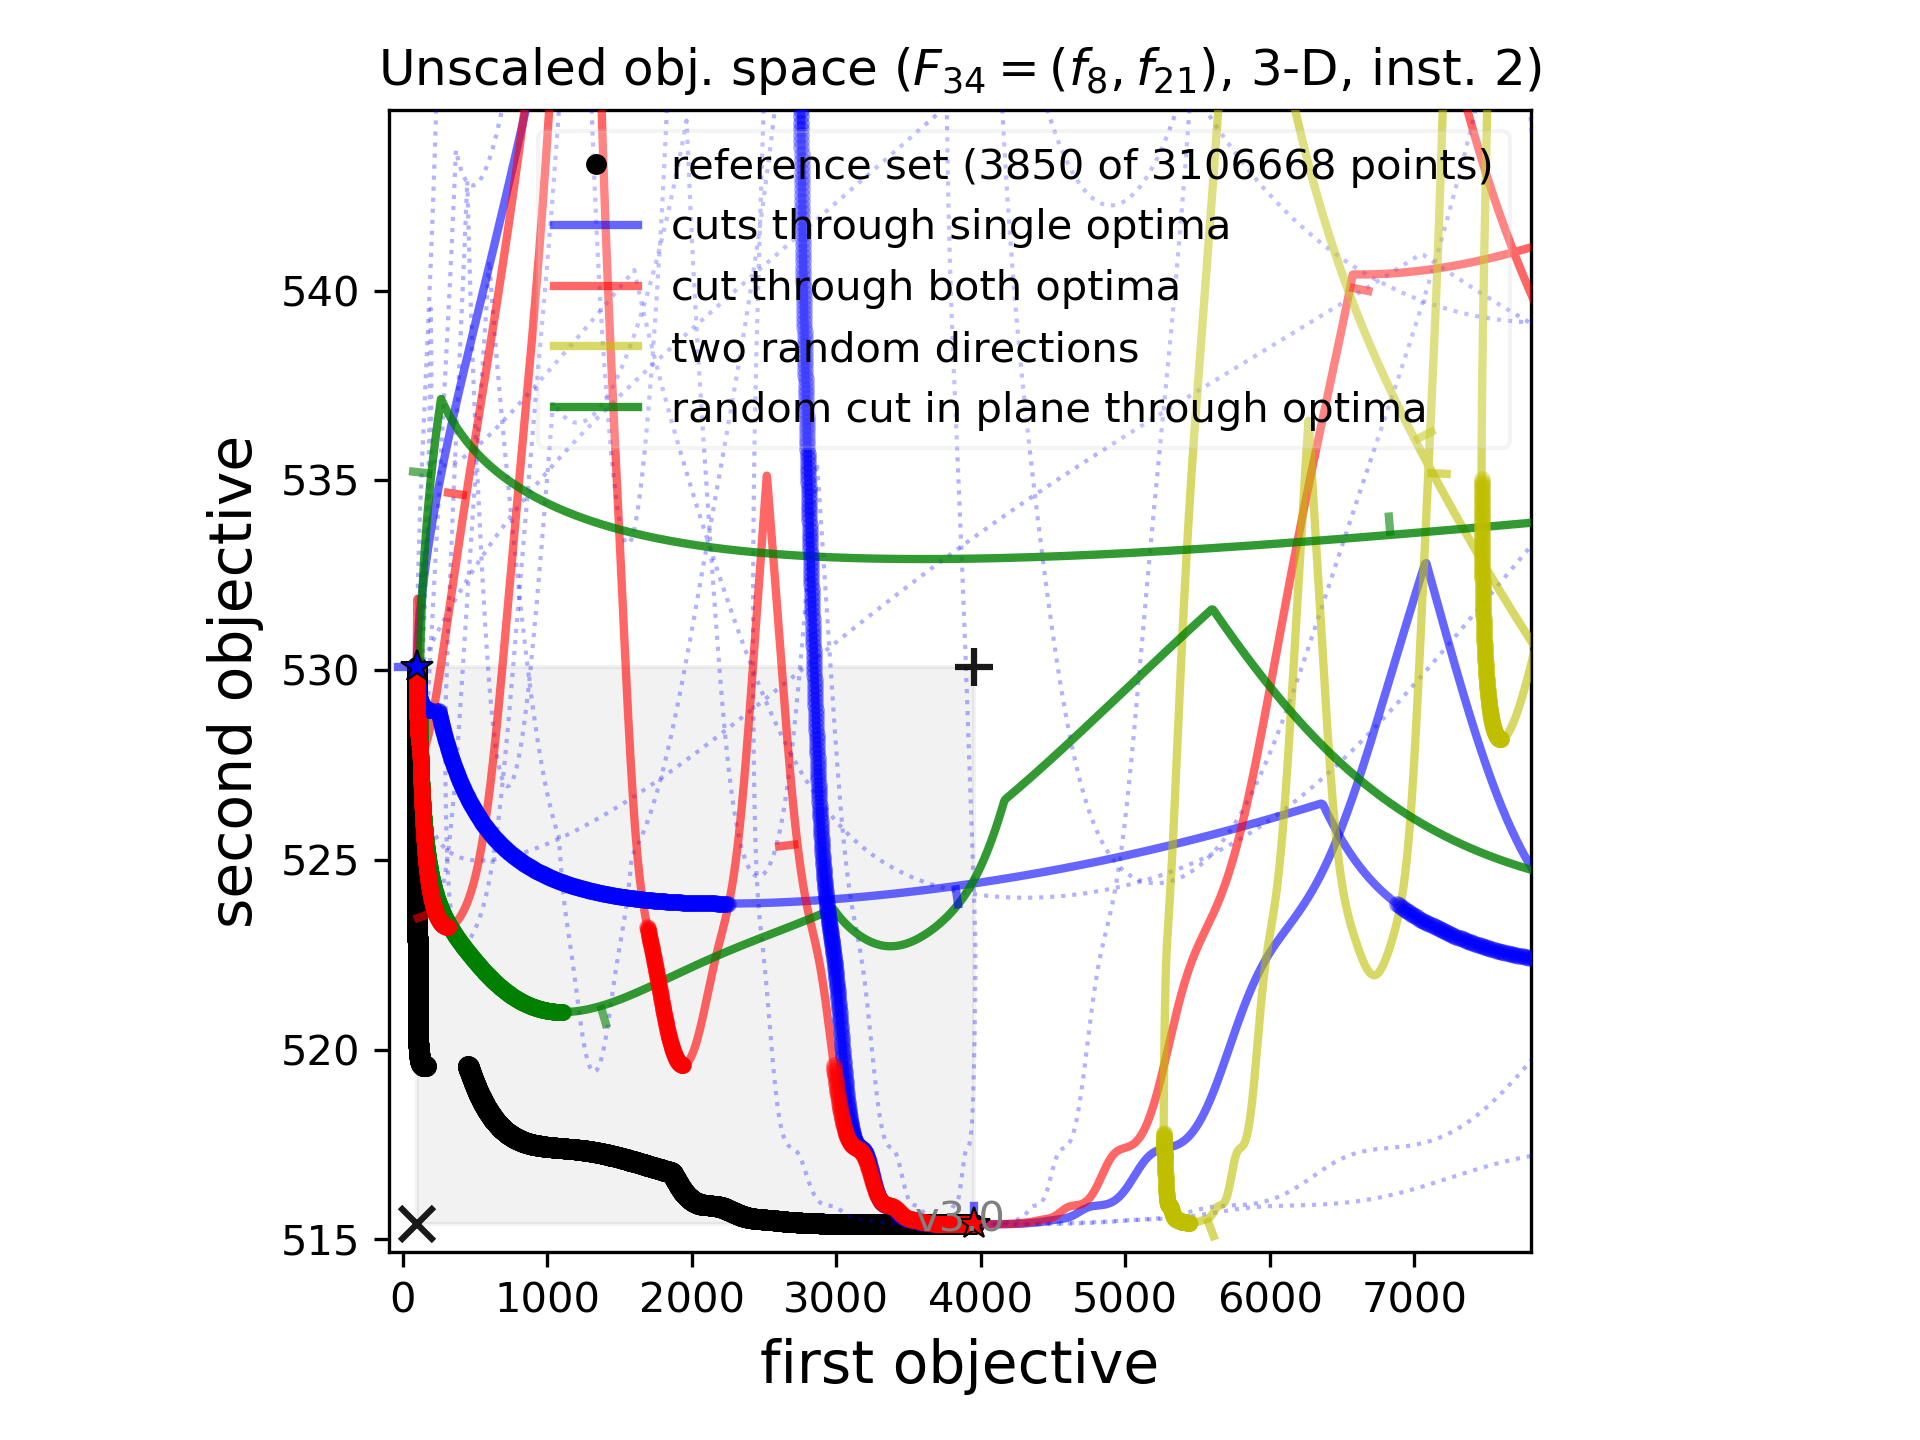 Unscaled obj. space (F₃₄ = (f₈, f₂₁), 3-D, inst. 2)
reference set (3850 of 3106668 points)
cuts through single optima
cut through both optima
two random directions
random cut in plane through optima
540
535
530
525
520
515
second objective
v3.0
0 1000 2000 3000 4000 5000 6000 7000
first objective